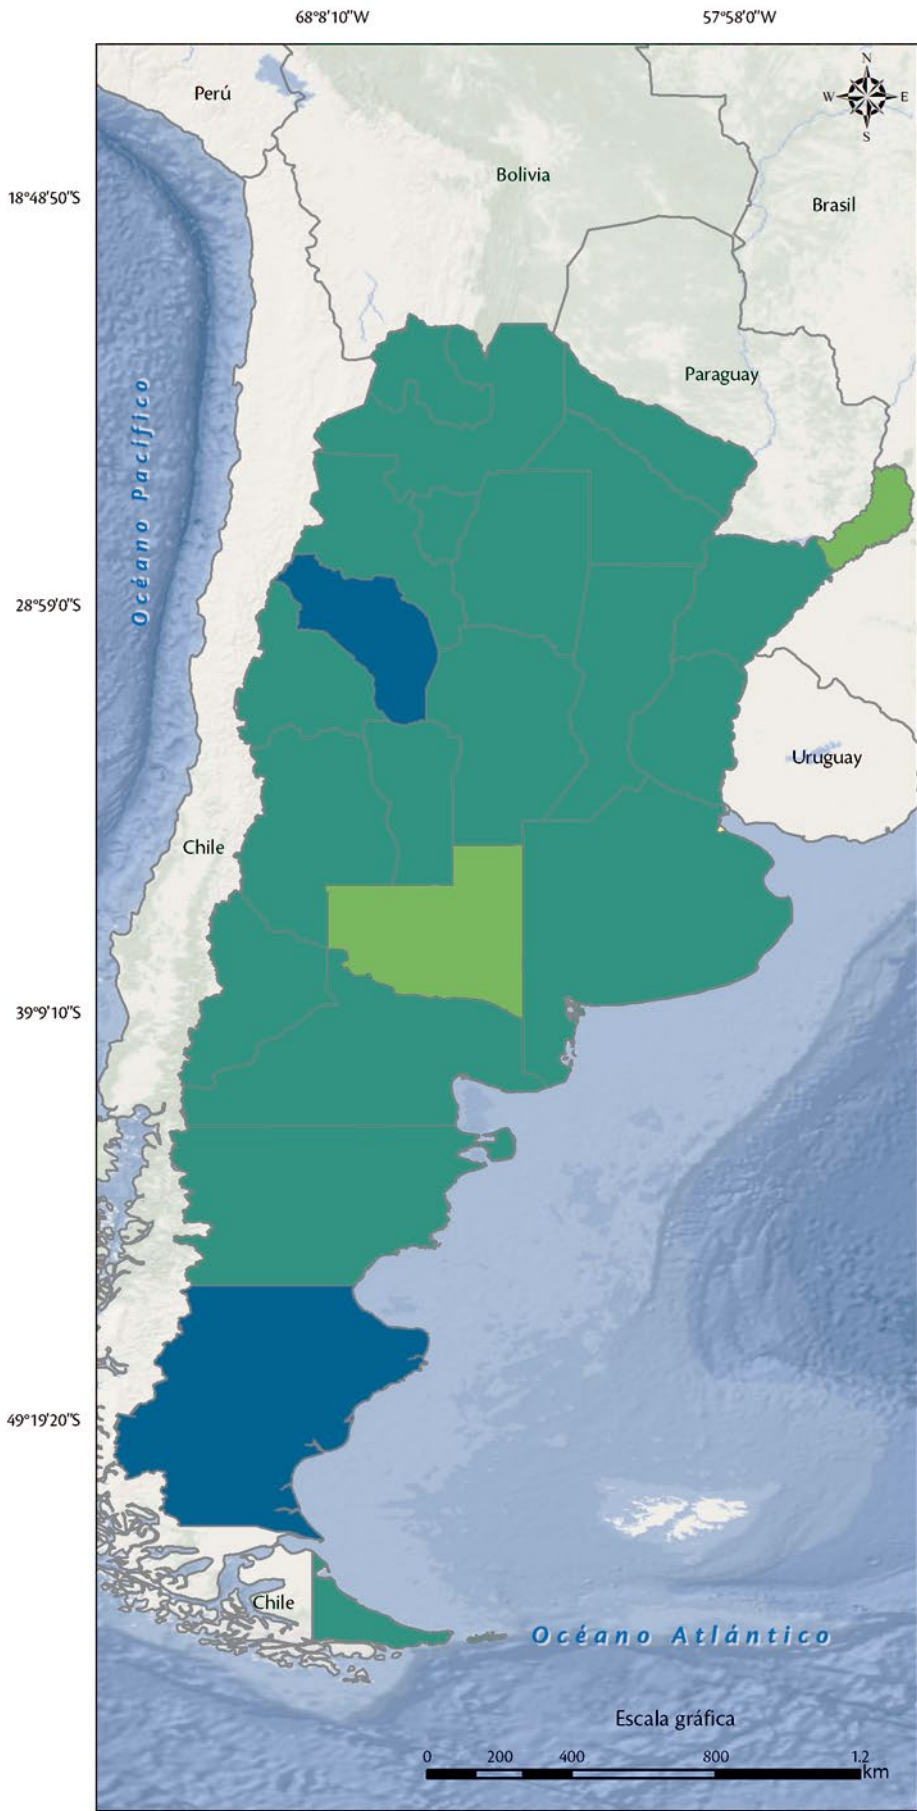 68°8'10"W 57°58'0"W
N
W E
S
Perú
Bolivia
18°48'50"S
Brasil
Paraguay
Océano Pacífico
28°59'0"S
Uruguay
Chile
39°9'10"S
49°19'20"S
Chile
Océano Atlántico
Escala gráfica
0 200 400 800 1.2
km